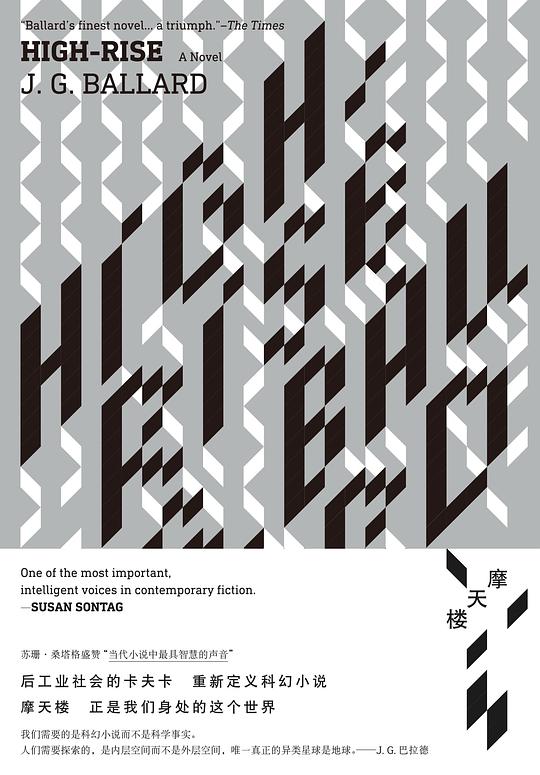 “Ballard’s finest novel... a triumph.”–The Times
HIGH-RISE A Novel
J. G. BALLARD
One of the most important,
intelligent voices in contemporary fiction.
—SUSAN SONTAG
摩
天
楼
苏珊·桑塔格盛赞“当代小说中最具智慧的声音”
后工业社会的卡夫卡 重新定义科幻小说
摩天楼 正是我们身处的这个世界
我们需要的是科幻小说而不是科学事实。
人们需要探索的，是内层空间而不是外层空间，唯一真正的异类星球是地球。——J. G. 巴拉德